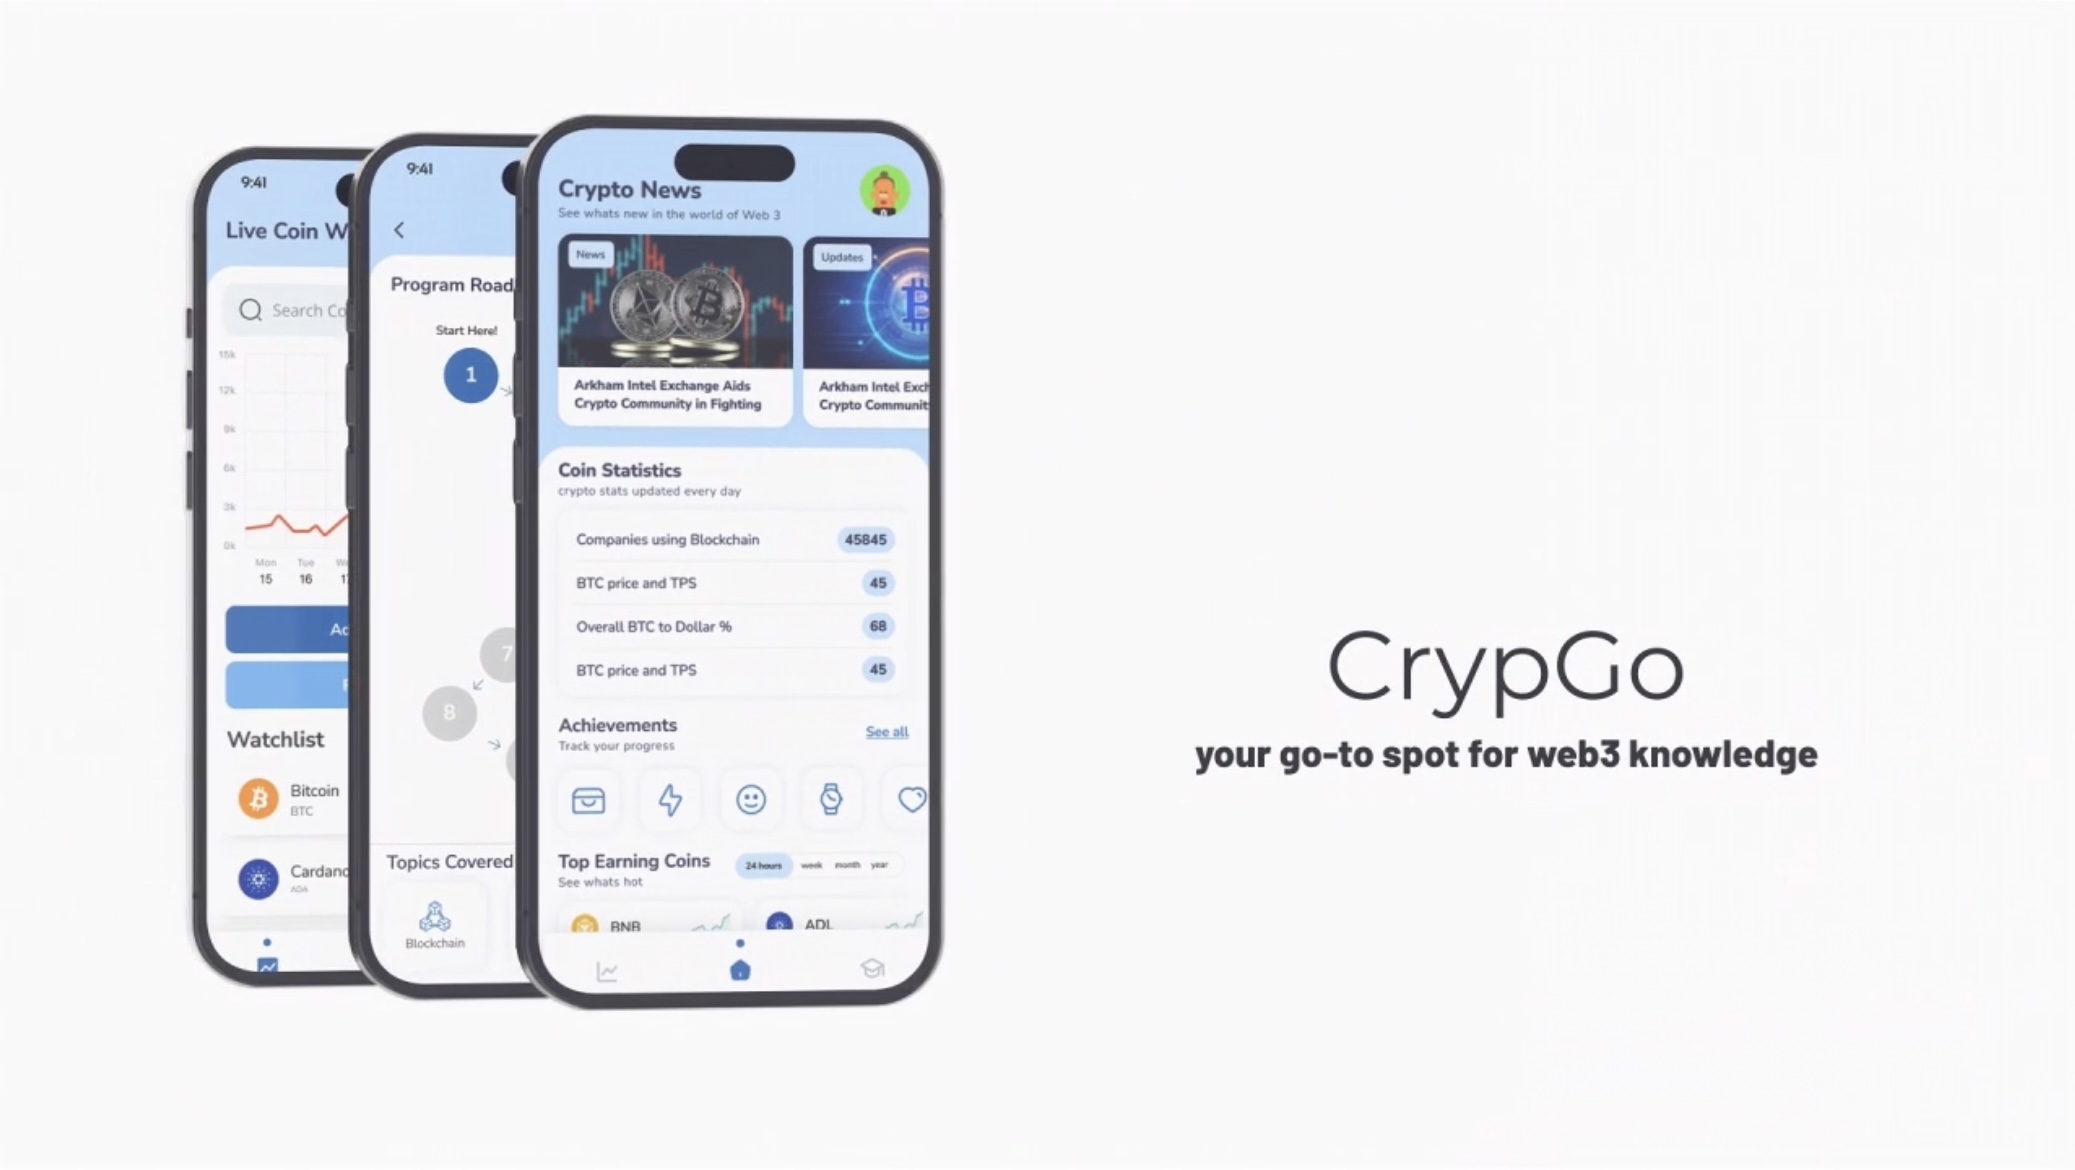 9:41
Live Coin W
Search Co
15k
12k
9k
6k
3k
0k
Mon
Tue
15
16
Watchlist
Bitcoin
BTC
Cardano
ADA
9:41
Program Road
Start Here!
1
7
8
Topics Covered
Blockchain
Crypto News
See whats new in the world of Web 3
News
Arkham Intel Exchange Aids
Crypto Community in Fighting
Updates
Arkham Intel Exch
Crypto Communit
Coin Statistics
crypto stats updated every day
Companies using Blockchain 45845
BTC price and TPS 45
Overall BTC to Dollar % 68
BTC price and TPS 45
Achievements
See all
Track your progress
Top Earning Coins
24 hours week month year
See whats hot
BNB
ADL
CrypGo
your go-to spot for web3 knowledge